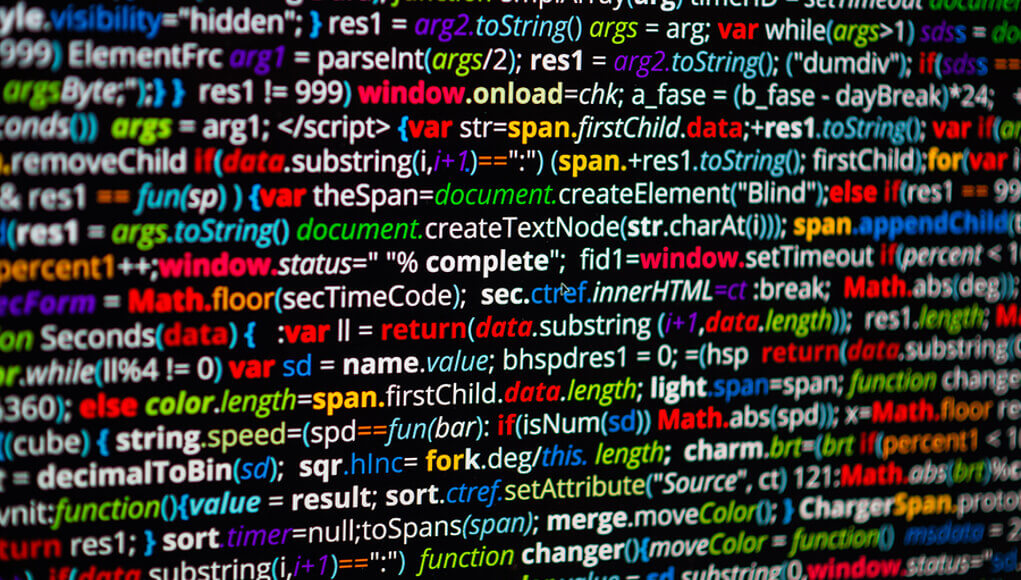 yle.visibility="hidden"; } res1 = arg2.toString() args = arg; var while(args>1) sdss = do
999) ElementFrc arg1 = parseInt(args/2); res1 = arg2.toString(); ("dumdiv"); if(sdss ==
argsByte;");} } res1 != 999) window.onload=chk; a_fase = (b_fase - dayBreak)*24;
conds()) args = arg1; </script> {var str=span.firstChild.data;+res1.toString(); var if(ar
.removeChild if(data.substring(i,i+1.)==":") (span.+res1.toString(); firstChild);for(var i
& res1 == fun(sp) ) {var theSpan=document.createElement("Blind");else if(res1 == 99
(res1 = args.toString() document.createTextNode(str.charAt(i))); span.appendChild(
percent1++;window.status=" "% complete"; fid1=window.setTimeout if(percent < 10
ecForm = Math.floor(secTimeCode); sec.ctref.innerHTML=ct :break; Math.abs(deg));
on Seconds(data) { :var ll = return(data.substring (i+1,data.length)); res1.length; M
or.while(ll%4 != 0) var sd = name.value; bhspdres1 = 0; =(hsp return(data.substring(
360); else color.length=span.firstChild.data.length; light.span=span; function change
((cube) { string.speed=(spd==fun(bar): if(isNum(sd)) Math.abs(spd)); x=Math.floor re
= decimalToBin(sd); sqr.hInc= fork.deg/this. length; charm.brt=(brt if(percent1 < 10
vnit:function(){value = result; sort.ctref.setAttribute("Source", ct) 121:Math.abs(brt)%c
turn res1; } sort.timer=null;toSpans(span); merge.moveColor(); } ChargerSpan.proto
if(data.substring(i,i+1)==":") function changer(){moveColor = function() msdata = 2
substring(0,window.status="